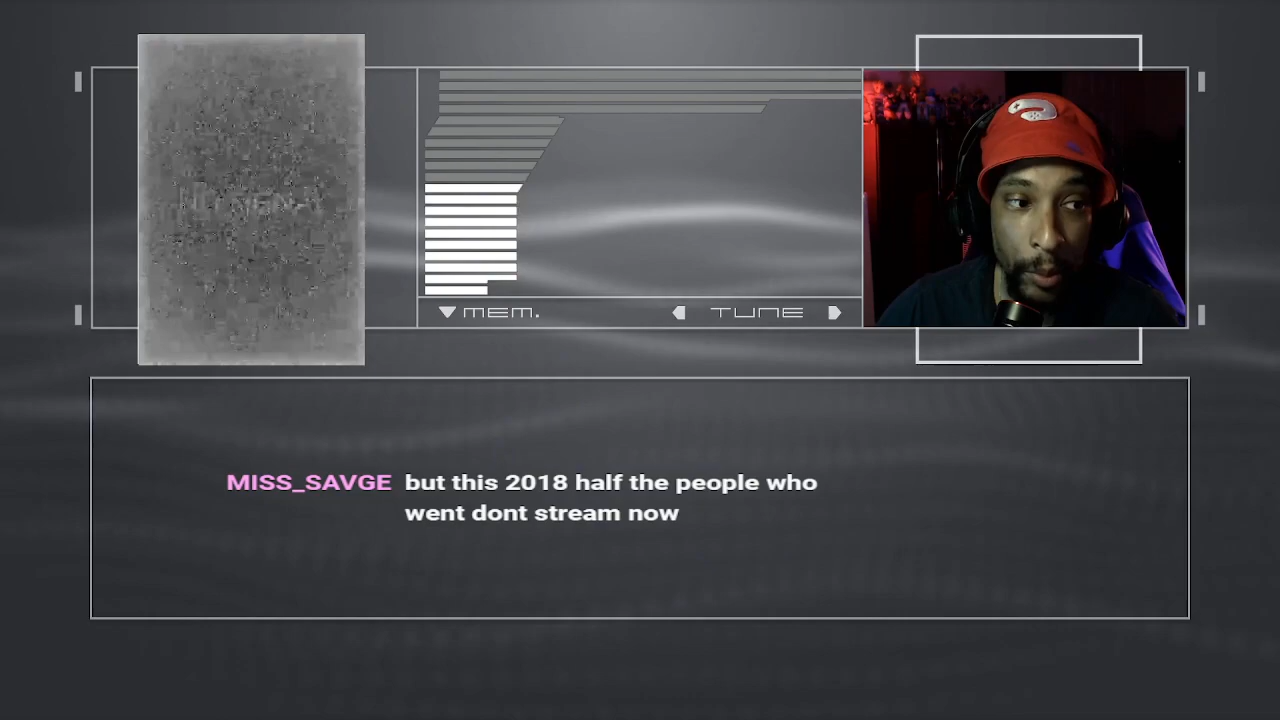 MEM.
TUNE
MISS_SAVGE but this 2018 half the people who
went dont stream now